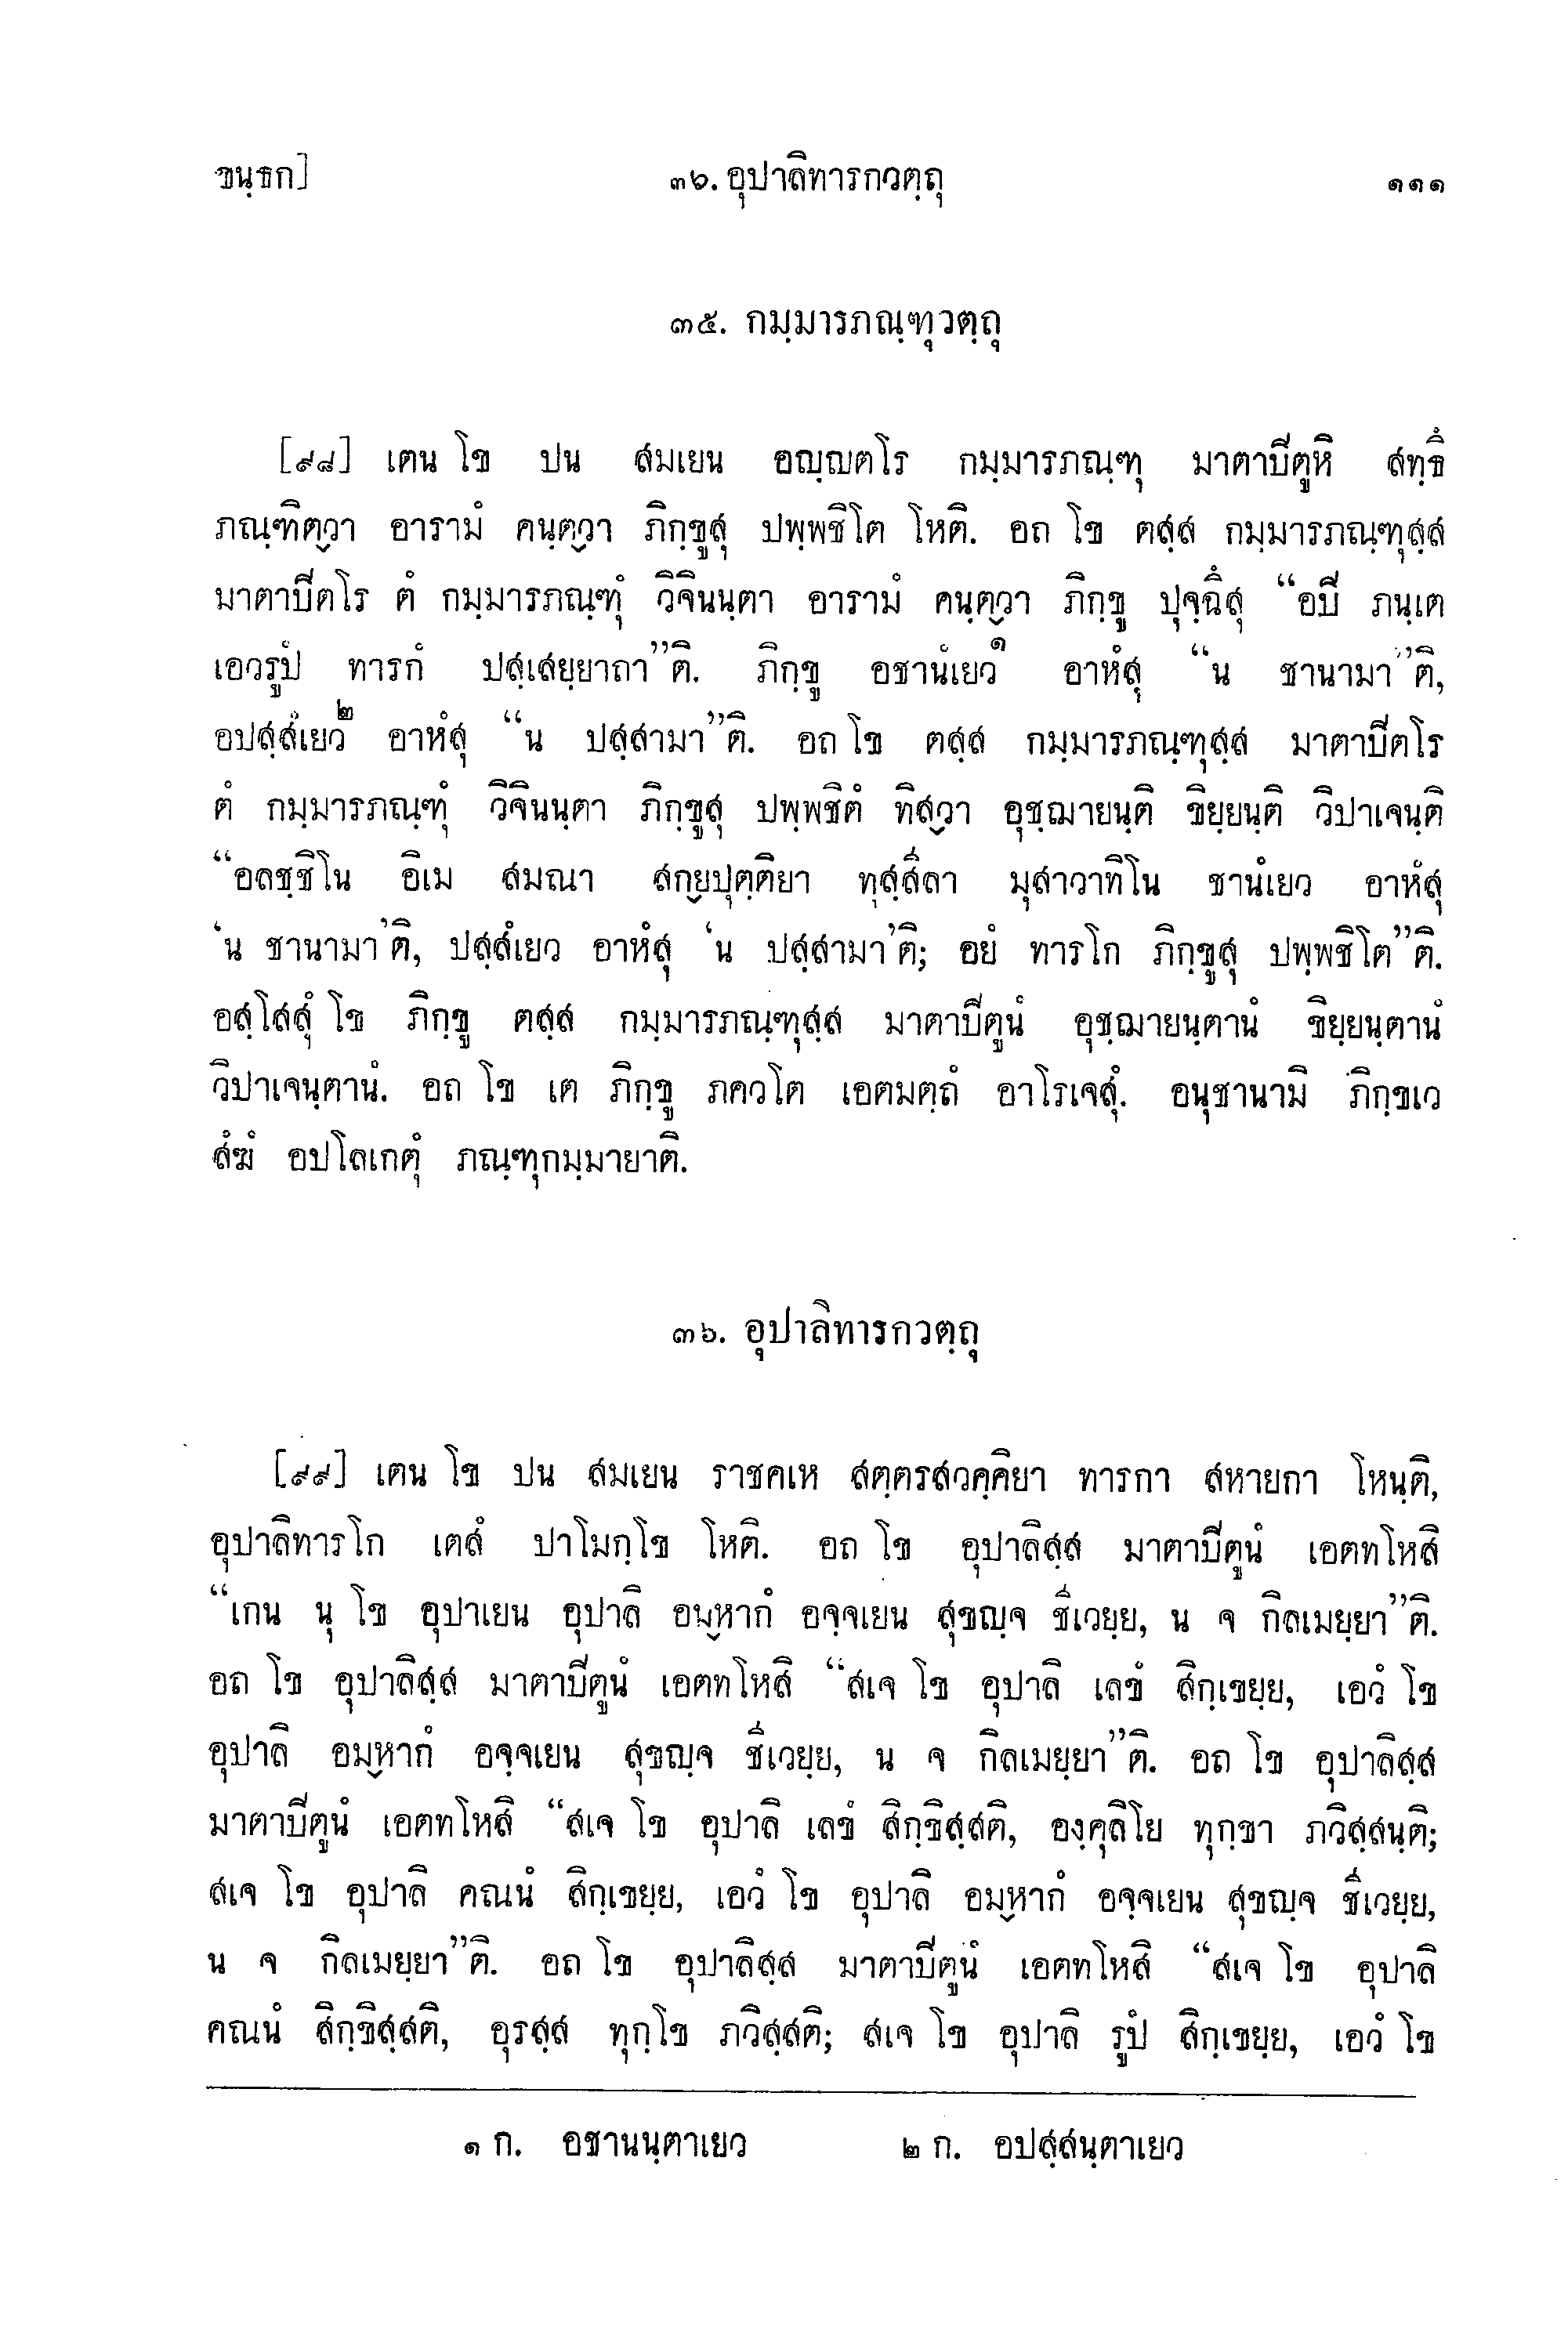 ขนฺธก]
๓๖. อุปาลิทารกวตฺถุ
๑๑๑
๓๕. กมฺมารภณฺฑุวตฺถุ
[๙๘] เตน โข ปน สมเยน อญฺญตโร กมฺมารภณฺฑุ มาตาปีตูหิ สทฺธึ
ภณฺฑิตฺวา อารามํ คนฺตฺวา ภิกฺขูสุ ปพฺพชิโต โหติ. อถ โข ตสฺส กมฺมารภณฺฑุสฺส
มาตาปีตโร ตํ กมฺมารภณฺฑุํ วิจินนฺตา อารามํ คนฺตฺวา ภิกฺขู ปุจฺฉึสุ “อปี ภนฺเต
เอวรูปํ ทารกํ ปสฺเสยฺยาถา”ติ. ภิกฺขู อชานํเยว๑ อาหํสุ “น ชานามา”ติ,
อปสฺสํเยว๒ อาหํสุ “น ปสฺสามา”ติ. อถ โข ตสฺส กมฺมารภณฺฑุสฺส มาตาปีตโร
ตํ กมฺมารภณฺฑุํ วิจินนฺตา ภิกฺขูสุ ปพฺพชิตํ ทิสฺวา อุชฺฌายนฺติ ขิยฺยนฺติ วิปาเจนฺติ
“อลชฺชิโน อิเม สมณา สกฺยปุตฺติยา ทุสฺสีลา มุสาวาทิโน ชานํเยว อาหํสุ
‘น ชานามา’ติ, ปสฺสํเยว อาหํสุ ‘น ปสฺสามา’ติ; อยํ ทารโก ภิกฺขูสุ ปพฺพชิโต”ติ.
อสฺโสสุํ โข ภิกฺขู ตสฺส กมฺมารภณฺฑุสฺส มาตาปีตูนํ อุชฺฌายนฺตานํ ขิยฺยนฺตานํ
วิปาเจนฺตานํ. อถ โข เต ภิกฺขู ภควโต เอตมตฺถํ อาโรเจสุํ. อนุชานามิ ภิกฺขเว
สํฆํ อปโลเกตุํ ภณฺฑุกมฺมายาติ.
๓๖. อุปาลิทารกวตฺถุ
[๙๙] เตน โข ปน สมเยน ราชคเห สตฺตรสวคฺคิยา ทารกา สหายกา โหนฺติ,
อุปาลิทารโก เตสํ ปาโมกฺโข โหติ. อถ โข อุปาลิสฺส มาตาปีตูนํ เอตทโหสิ
“เกน นุ โข อุปาเยน อุปาลิ อมฺหากํ อจฺจเยน สุขญฺจ ชีเวยฺย, น จ กิลเมยฺยา”ติ.
อถ โข อุปาลิสฺส มาตาปีตูนํ เอตทโหสิ “สเจ โข อุปาลิ เลขํ สิกฺเขยฺย, เอวํ โข
อุปาลิ อมฺหากํ อจฺจเยน สุขญฺจ ชีเวยฺย, น จ กิลเมยฺยา”ติ. อถ โข อุปาลิสฺส
มาตาปีตูนํ เอตทโหสิ “สเจ โข อุปาลิ เลขํ สิกฺขิสฺสติ, องฺคุลิโย ทุกฺขา ภวิสฺสนฺติ;
สเจ โข อุปาลิ คณนํ สิกฺเขยฺย, เอวํ โข อุปาลิ อมฺหากํ อจฺจเยน สุขญฺจ ชีเวยฺย,
น จ กิลเมยฺยา”ติ. อถ โข อุปาลิสฺส มาตาปีตูนํ เอตทโหสิ “สเจ โข อุปาลิ
คณนํ สิกฺขิสฺสติ, อุรสฺส ทุกฺโข ภวิสฺสติ; สเจ โข อุปาลิ รูปํ สิกฺเขยฺย, เอวํ โข
๑ ก. อชานนฺตาเยว ๒ ก. อปสฺสนฺตาเยว